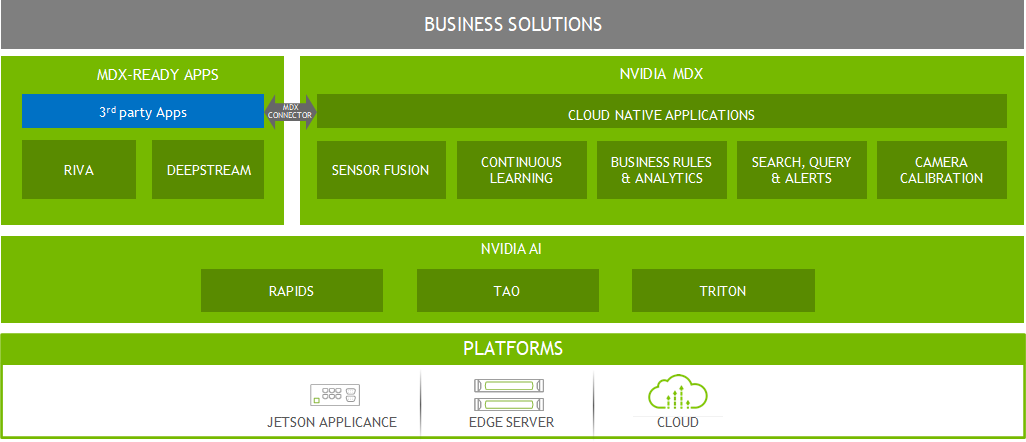 BUSINESS SOLUTIONS
MDX-READY APPS
3rd party Apps
RIVA
DEEPSTREAM
MDX
CONNECTOR
NVIDIA MDX
CLOUD NATIVE APPLICATIONS
SENSOR FUSION
CONTINUOUS
LEARNING
BUSINESS RULES
& ANALYTICS
SEARCH, QUERY
& ALERTS
CAMERA
CALIBRATION
NVIDIA AI
RAPIDS
TAO
TRITON
PLATFORMS
JETSON APPLICANCE
EDGE SERVER
CLOUD